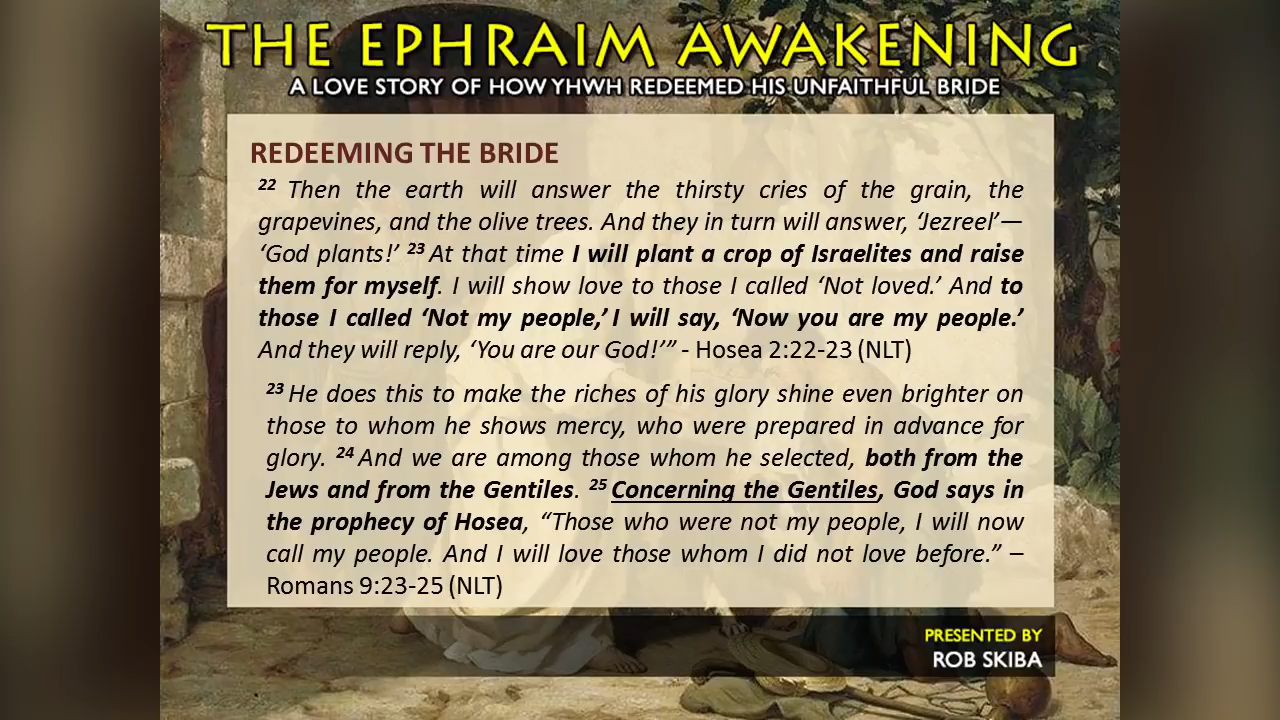 THE EPHRAIM AWAKENING
A LOVE STORY OF HOW YHWH REDEEMED HIS UNFAITHFUL BRIDE
REDEEMING THE BRIDE
22 Then the earth will answer the thirsty cries of the grain, the
grapevines, and the olive trees. And they in turn will answer, ‘Jezreel’—
‘God plants!’ 23 At that time I will plant a crop of Israelites and raise
them for myself. I will show love to those I called ‘Not loved.’ And to
those I called ‘Not my people,’ I will say, ‘Now you are my people.’
And they will reply, ‘You are our God!’” - Hosea 2:22-23 (NLT)
23 He does this to make the riches of his glory shine even brighter on
those to whom he shows mercy, who were prepared in advance for
glory. 24 And we are among those whom he selected, both from the
Jews and from the Gentiles. 25 Concerning the Gentiles, God says in
the prophecy of Hosea, “Those who were not my people, I will now
call my people. And I will love those whom I did not love before.” –
Romans 9:23-25 (NLT)
PRESENTED BY
ROB SKIBA